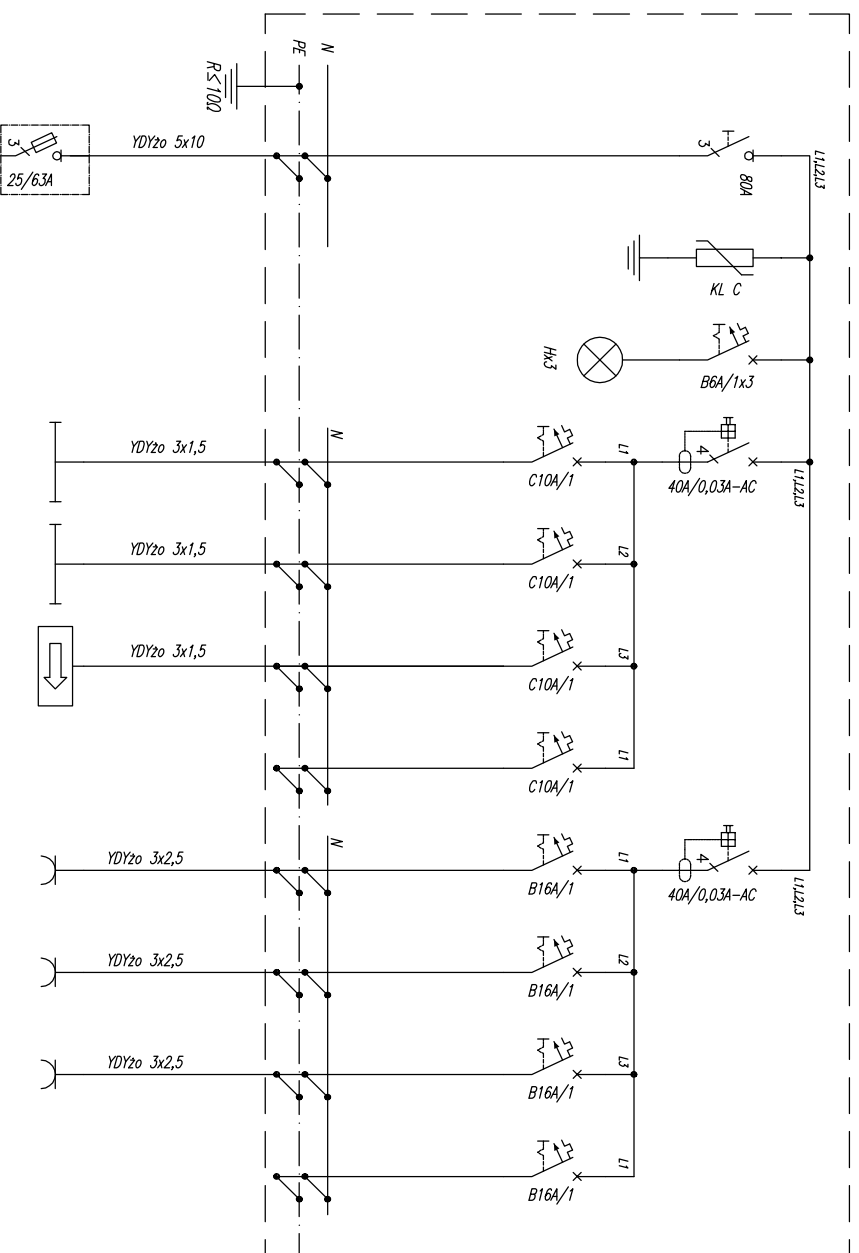 PE
N
R≤10Ω
YDYżo 5x10
3
25/63A
3
80A
L1,L2,L3
KL C
Hx3
B6A/1x3
YDYżo 3x1,5
N
L1
C10A/1
4
40A/0,03A-AC
L1,L2,L3
YDYżo 3x1,5
L2
C10A/1
YDYżo 3x1,5
L3
C10A/1
L1
C10A/1
YDYżo 3x2,5
N
L1
B16A/1
4
40A/0,03A-AC
L1,L2,L3
YDYżo 3x2,5
L2
B16A/1
YDYżo 3x2,5
L3
B16A/1
L1
B16A/1